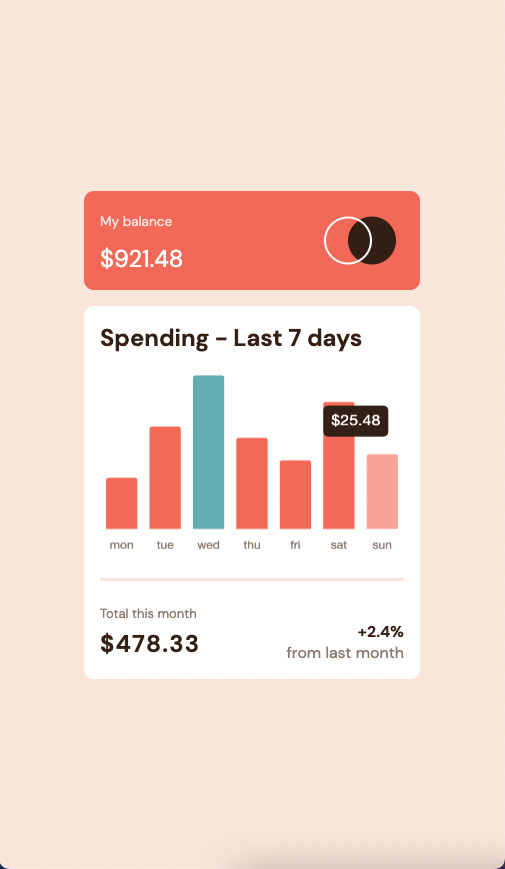 My balance
$921.48
Spending - Last 7 days
$25.48
mon tue wed thu fri sat sun
Total this month
$478.33
+2.4%
from last month